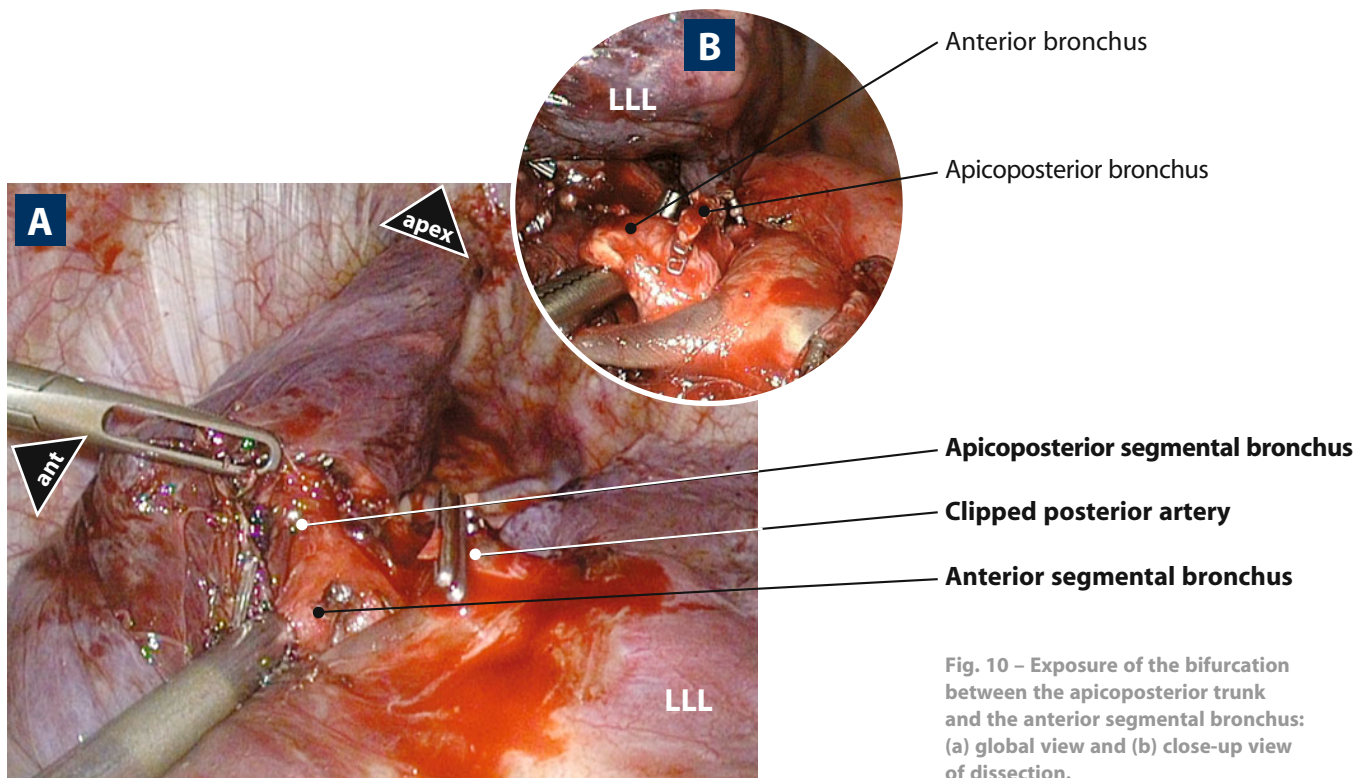 B
Anterior bronchus
LLL
Apicoposterior bronchus
A
apex
ant
Apicoposterior segmental bronchus
Clipped posterior artery
Anterior segmental bronchus
LLL
Fig. 10 – Exposure of the bifurcation
between the apicoposterior trunk
and the anterior segmental bronchus:
(a) global view and (b) close-up view
of dissection.